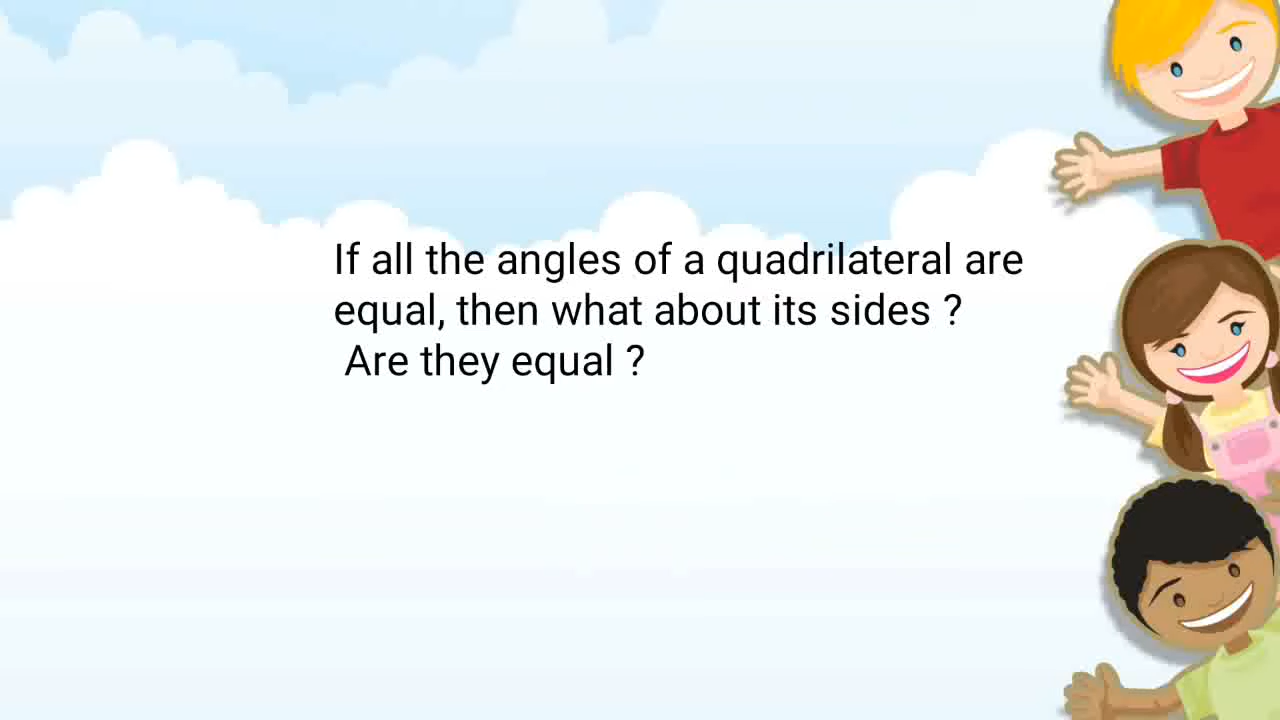 If all the angles of a quadrilateral are
equal, then what about its sides ?
Are they equal ?